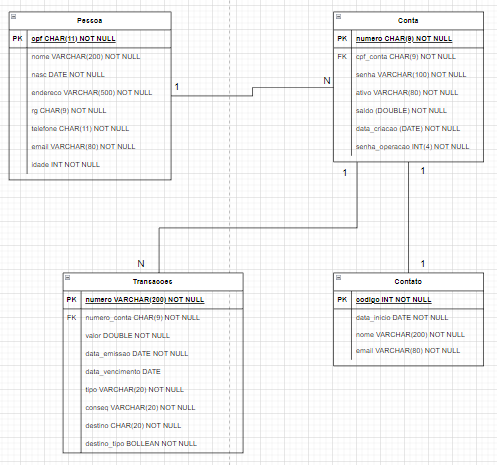 Pessoa
PK cpf CHAR(11) NOT NULL
nome VARCHAR(200) NOT NULL
nasc DATE NOT NULL
endereco VARCHAR(500) NOT NULL
rg CHAR(9) NOT NULL
telefone CHAR(11) NOT NULL
email VARCHAR(80) NOT NULL
idade INT NOT NULL
1
N
Conta
PK numero CHAR(9) NOT NULL
FK cpf_conta CHAR(9) NOT NULL
senha VARCHAR(100) NOT NULL
ativo VARCHAR(80) NOT NULL
saldo (DOUBLE) NOT NULL
data_criacao (DATE) NOT NULL
senha_operacao INT(4) NOT NULL
1
1
N
1
Transacoes
PK numero VARCHAR(200) NOT NULL
FK numero_conta CHAR(9) NOT NULL
valor DOUBLE NOT NULL
data_emissao DATE NOT NULL
data_vencimento DATE
tipo VARCHAR(20) NOT NULL
conseq VARCHAR(20) NOT NULL
destino CHAR(20) NOT NULL
destino_tipo BOLLEAN NOT NULL
Contato
PK codigo INT NOT NULL
data_inicio DATE NOT NULL
nome VARCHAR(200) NOT NULL
email VARCHAR(80) NOT NULL